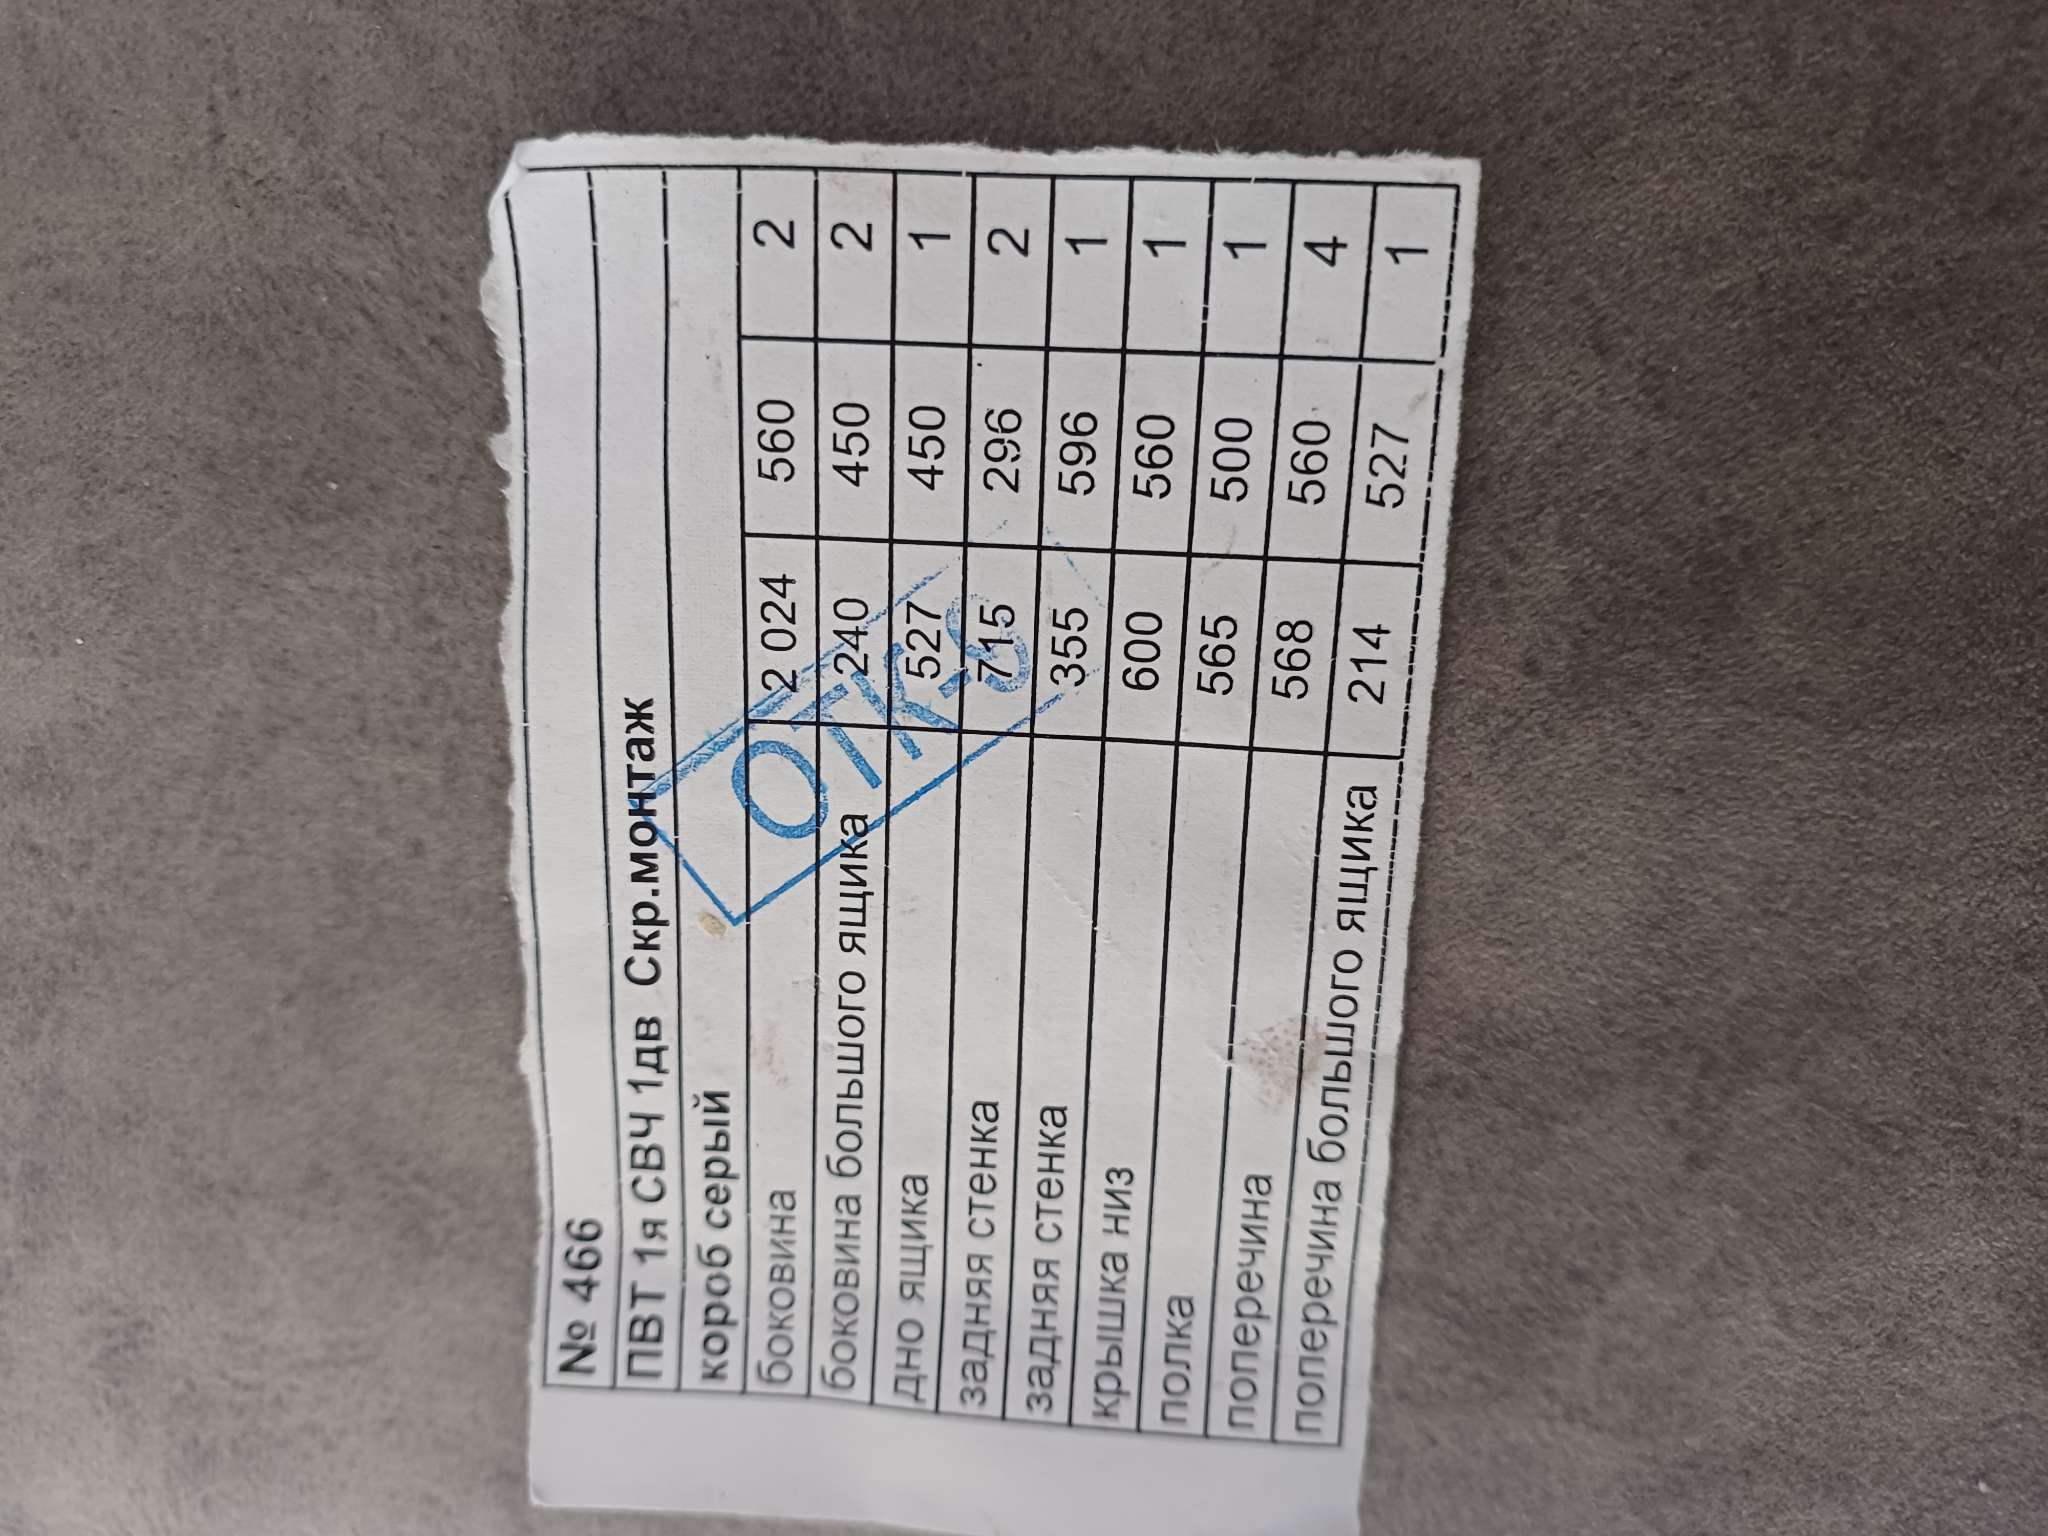 № 466
ПВТ 1я СВЧ 1дв Скр.монтаж
короб серый
боковина 2 024 560 2
боковина большого ящика 240 450 2
дно ящика 527 450 1
задняя стенка 715 296 2
задняя стенка 355 596 1
крышка низ 600 560 1
полка 565 500 1
поперечина 568 560 4
поперечина большого ящика 214 527 1
ОТК-S